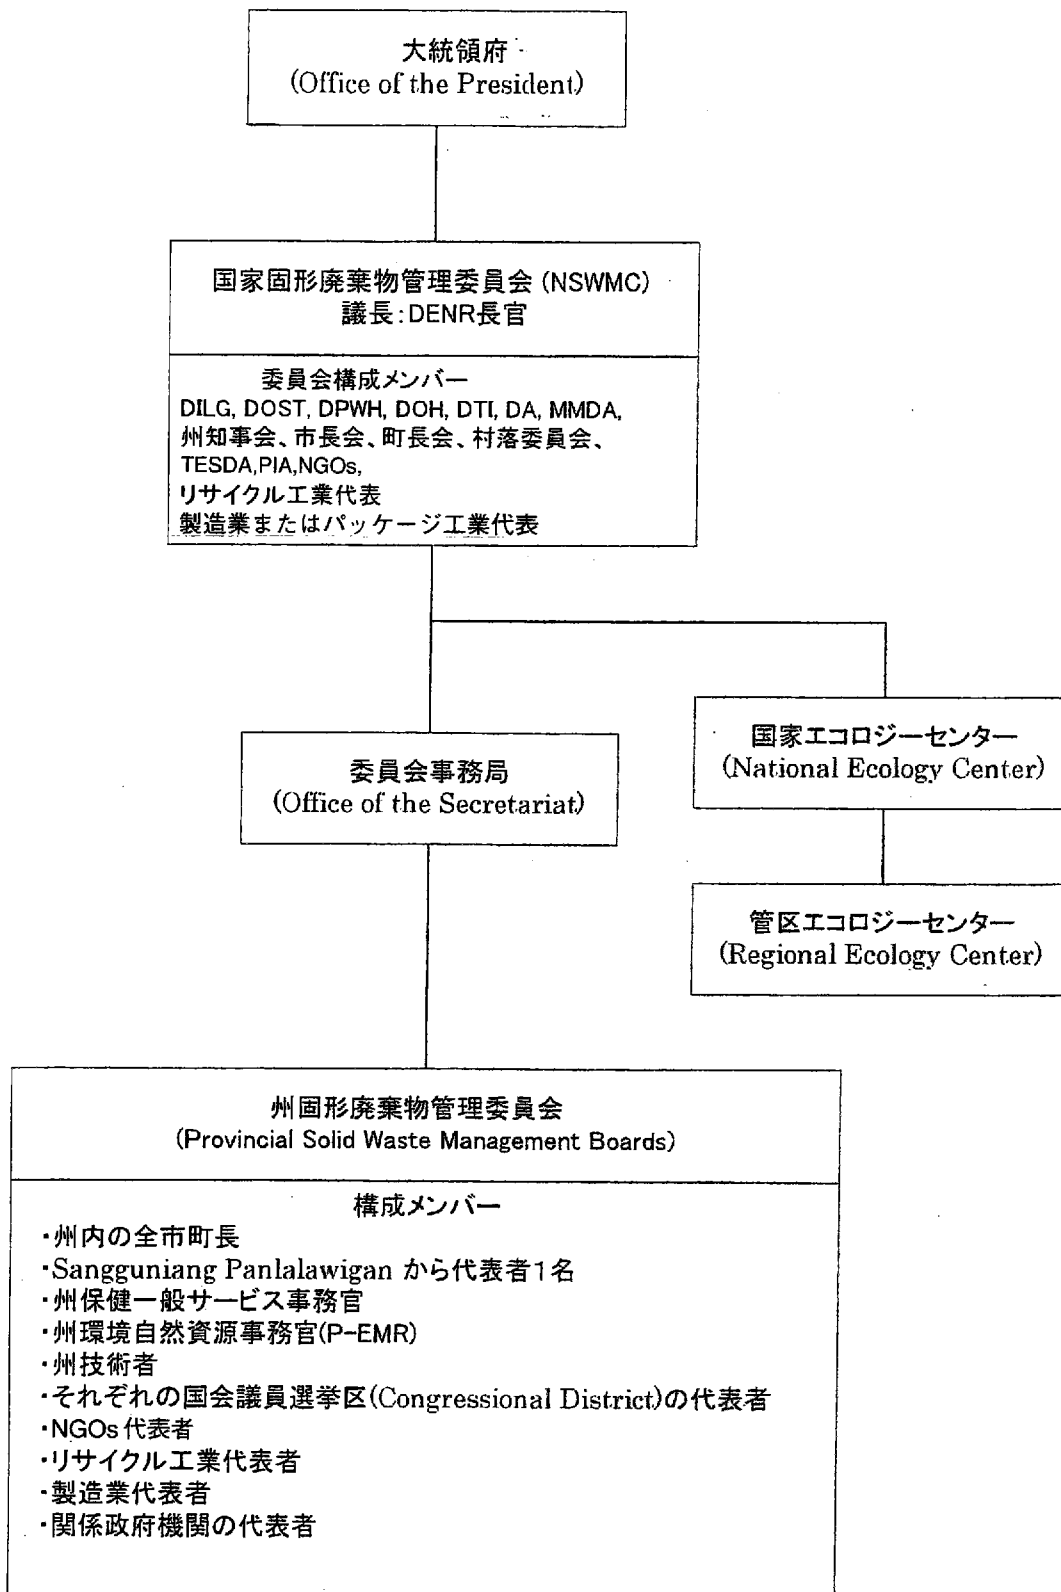 大統領府
(Office of the President)
国家固形廃棄物管理委員会 (NSWMC)
議長:DENR長官
委員会構成メンバー
DILG, DOST, DPWH, DOH, DTI, DA, MMDA,
州知事会、市長会、町長会、村落委員会、
TESDA,PIA,NGOs,
リサイクル工業代表
製造業またはパッケージ工業代表
国家エコロジーセンター
(National Ecology Center)
委員会事務局
(Office of the Secretariat)
管区エコロジーセンター
(Regional Ecology Center)
州固形廃棄物管理委員会
(Provincial Solid Waste Management Boards)
構成メンバー
・州内の全市町長
・Sangguniang Panlalawigan から代表者1名
・州保健一般サービス事務官
・州環境自然資源事務官(P-EMR)
・州技術者
・それぞれの国会議員選挙区(Congressional District)の代表者
・NGOs代表者
・リサイクル工業代表者
・製造業代表者
・関係政府機関の代表者